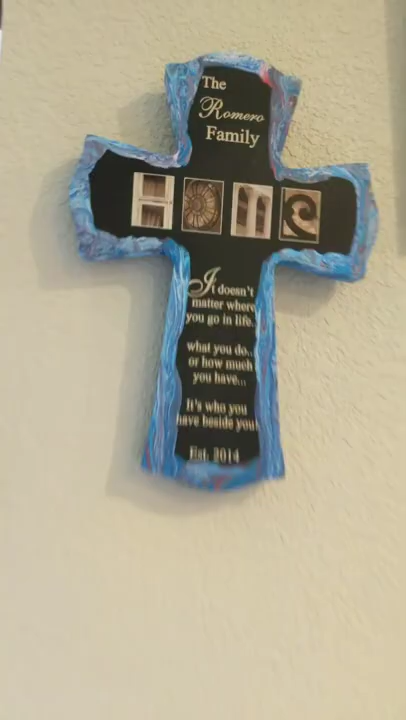 The
Romero
Family
HOME
It doesn't
matter where
you go in life..
what you do...
or how much
you have...
It's who you
have beside you!
Est. 2014